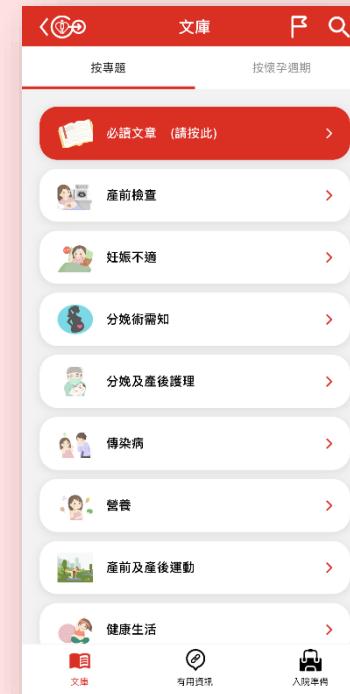 文庫
按專題
按懷孕週期
必讀文章 (請按此)
產前檢查
妊娠不適
分娩術需知
分娩及產後護理
傳染病
營養
產前及產後運動
健康生活
文庫
有用資訊
入院準備